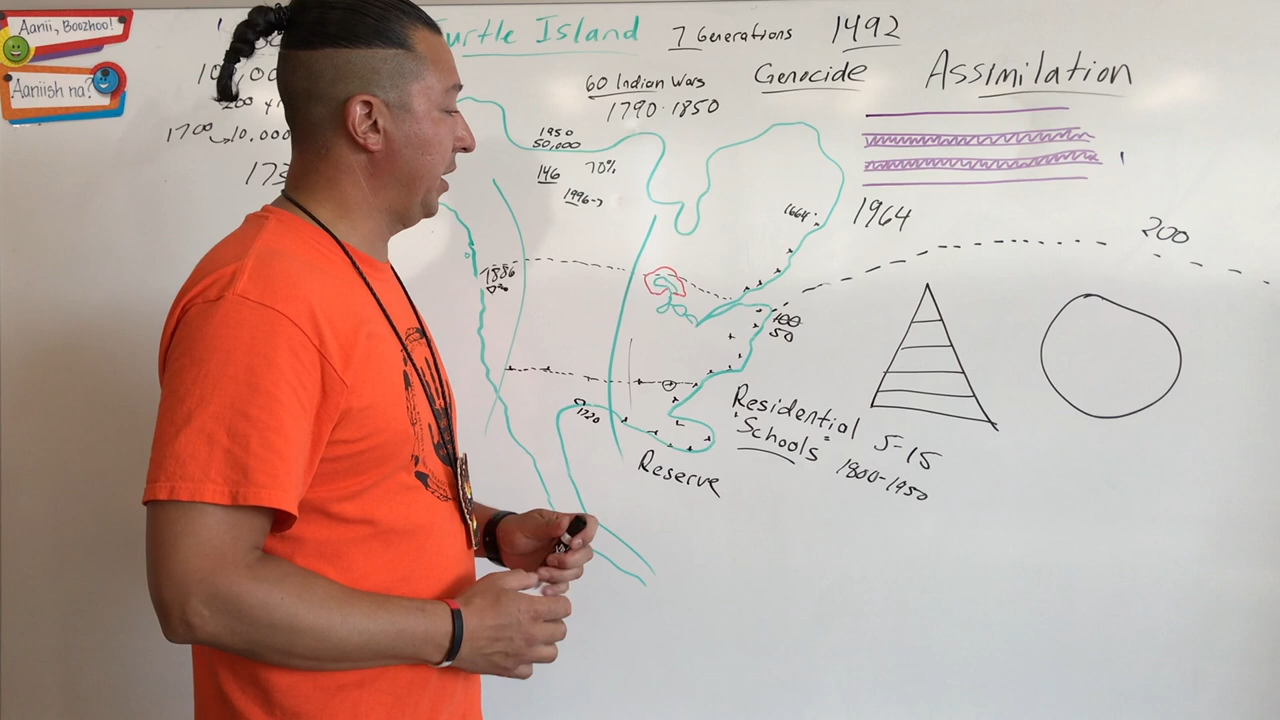 Aanii, Boozhoo!
Aaniish na?
Turtle Island
7 Generations
1492
60 Indian Wars
1790-1850
Genocide
Assimilation
1700
10,000
1950
50,000
146
70%
1996→
1664
1964
200
1886
100
50
1720
Residential
Schools
5-15
1800-1950
Reserve